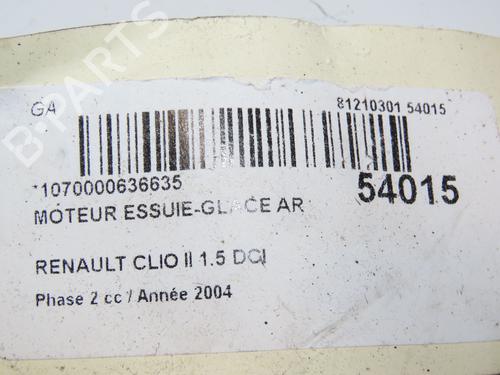 GA
81210301 54015
*1070000636635
54015
MOTEUR ESSUIE-GLACE AR
RENAULT CLIO II 1.5 DCI
Phase 2 cc / Année 2004
B-PARTS